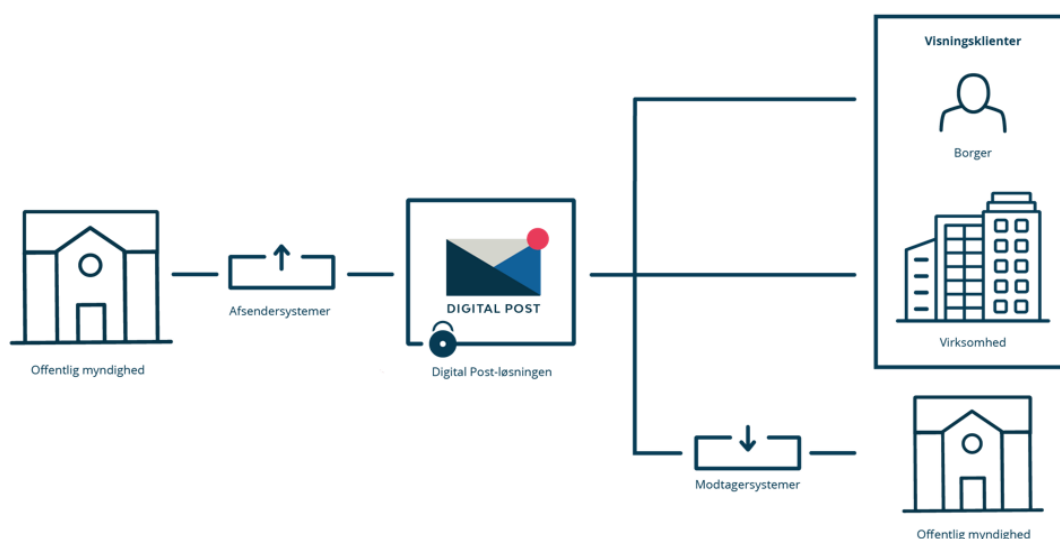 Visningsklienter
Borger
Virksomhed
Offentlig myndighed
Afsendersystemer
DIGITAL POST
Digital Post-løsningen
Modtagersystemer
Offentlig myndighed